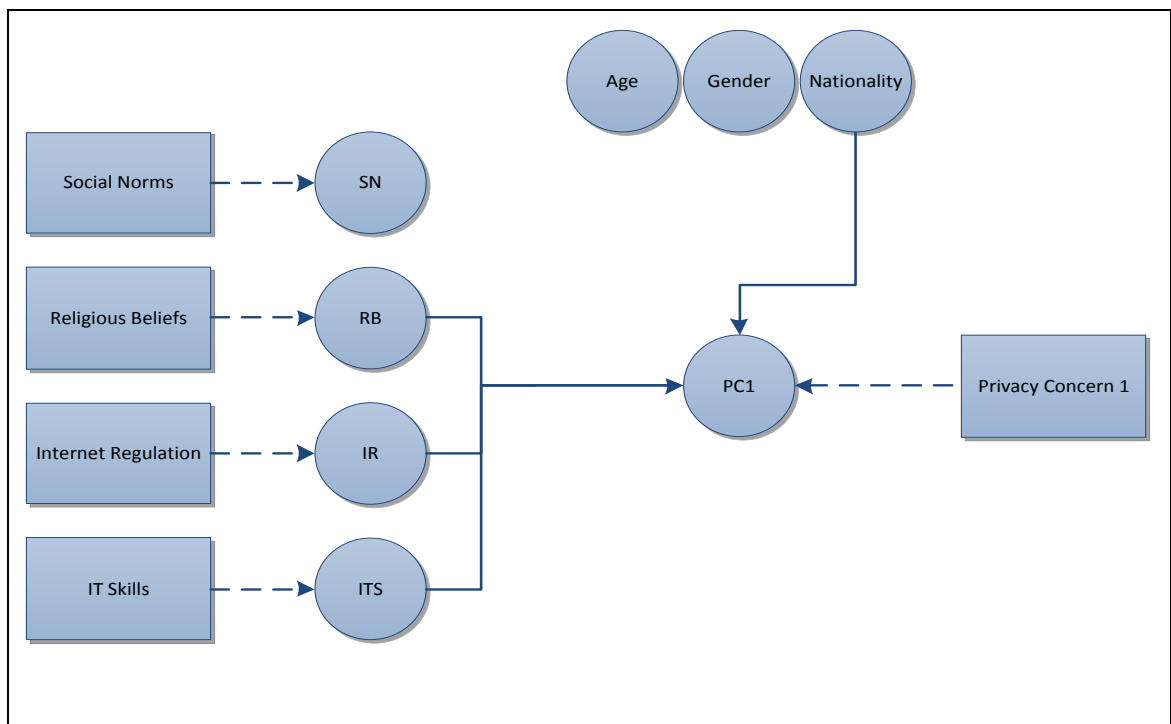 Age
Gender
Nationality
Social Norms
SN
Religious Beliefs
RB
PC1
Privacy Concern 1
Internet Regulation
IR
IT Skills
ITS